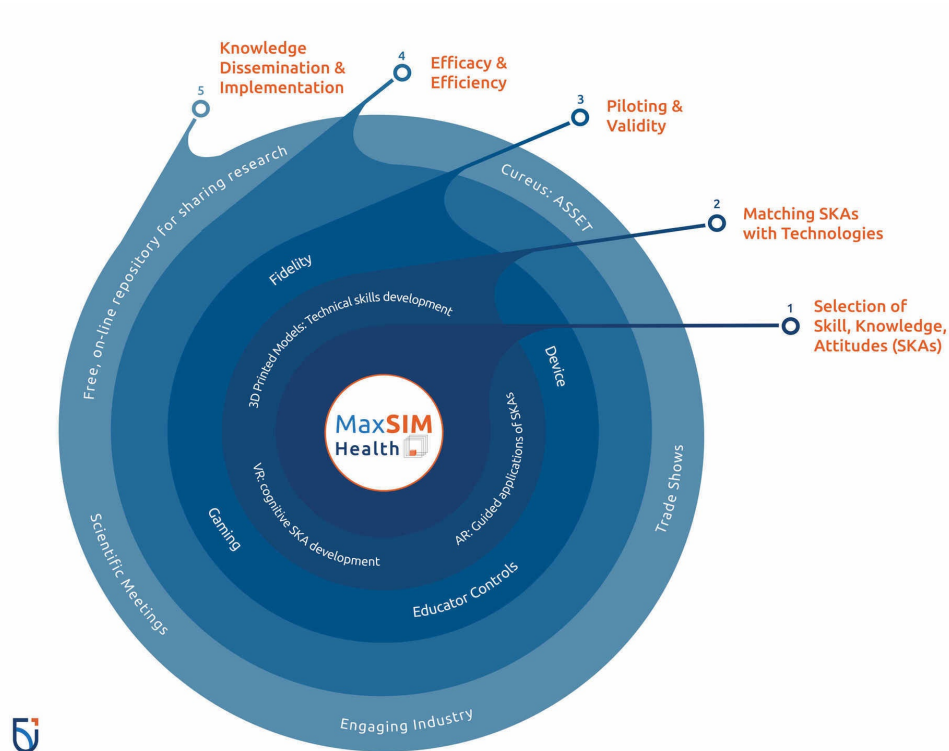 5
Knowledge
Dissemination &
Implementation
4
Efficacy &
Efficiency
3
Piloting &
Validity
2
Matching SKAs
with Technologies
1
Selection of
Skill, Knowledge,
Attitudes (SKAs)
Free, on-line repository for sharing research
Cureus: ASSET
Trade Shows
Engaging Industry
Scientific Meetings
Fidelity
Device
Educator Controls
Gaming
3D Printed Models: Technical skills development
AR: Guided applications of SKAs
VR: cognitive SKA development
MaxSIM
Health